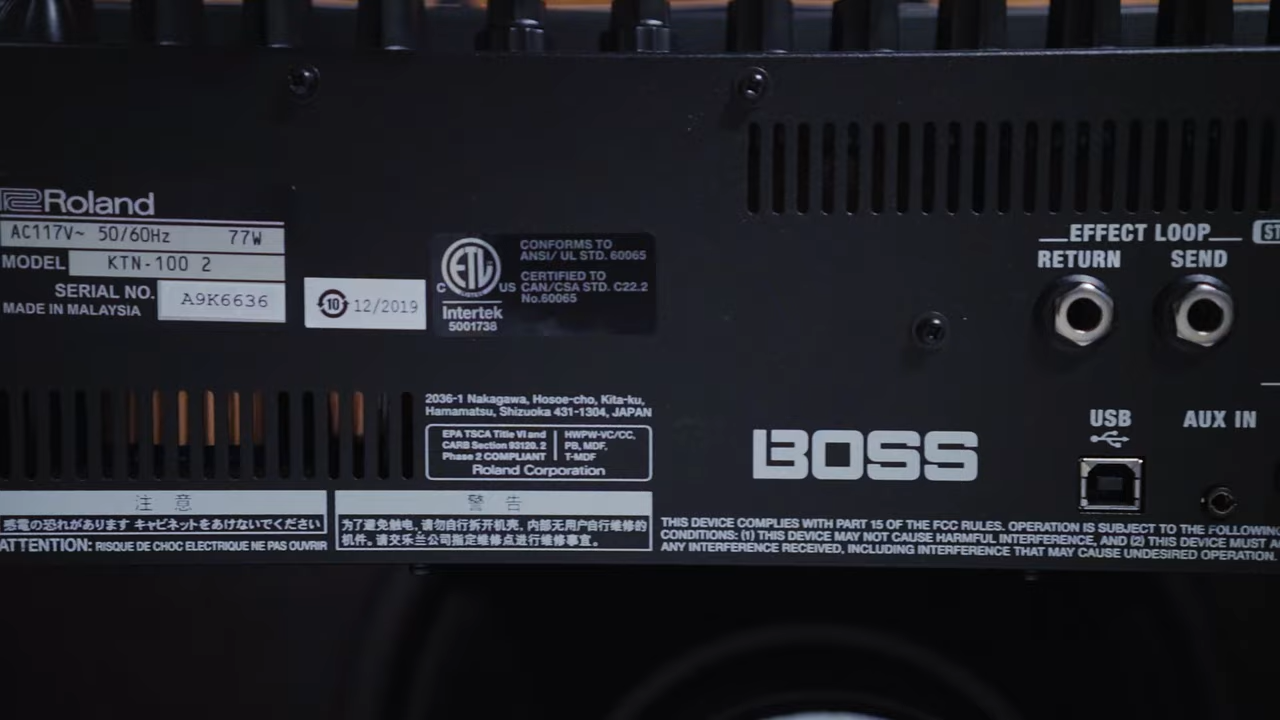 Roland
AC117V~ 50/60Hz 77W
MODEL KTN-100 2
SERIAL NO. A9K6636
MADE IN MALAYSIA
10 12/2019
ETL
LISTED
C US
Intertek
5001738
CONFORMS TO
ANSI/ UL STD. 60065
CERTIFIED TO
CAN/CSA STD. C22.2
No.60065
EFFECT LOOP
RETURN SEND
ST
2036-1 Nakagawa, Hosoe-cho, Kita-ku,
Hamamatsu, Shizuoka 431-1304, JAPAN
EPA TSCA Title VI and
CARB Section 93120. 2
Phase 2 COMPLIANT
HWPW-VC/CC,
PB, MDF,
T-MDF
Roland Corporation
BOSS
USB
AUX IN
注 意
感電の恐れがあります キャビネットをあけないでください
ATTENTION: RISQUE DE CHOC ELECTRIQUE NE PAS OUVRIR
警 告
为了避免触电,请勿自行拆开机壳。内部无用户自行维修的
机件。请交乐兰公司指定维修点进行维修事宜。
THIS DEVICE COMPLIES WITH PART 15 OF THE FCC RULES. OPERATION IS SUBJECT TO THE FOLLOWING
CONDITIONS: (1) THIS DEVICE MAY NOT CAUSE HARMFUL INTERFERENCE, AND (2) THIS DEVICE MUST
ANY INTERFERENCE RECEIVED, INCLUDING INTERFERENCE THAT MAY CAUSE UNDESIRED OPERATION.